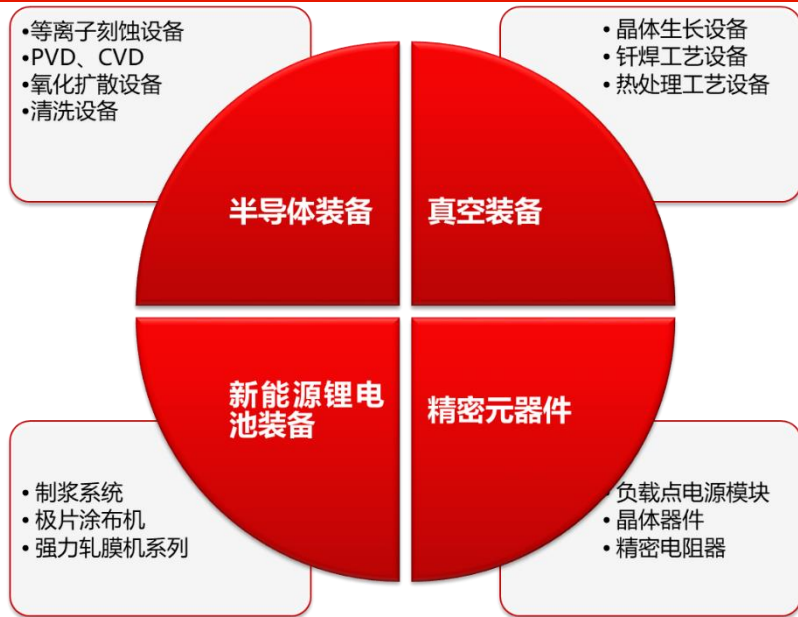 •等离子刻蚀设备
•PVD、CVD
•氧化扩散设备
•清洗设备
• 晶体生长设备
• 钎焊工艺设备
• 热处理工艺设备
半导体装备
真空装备
新能源锂电
池装备
精密元器件
• 制浆系统
• 极片涂布机
• 强力轧膜机系列
• 负载点电源模块
• 晶体器件
• 精密电阻器